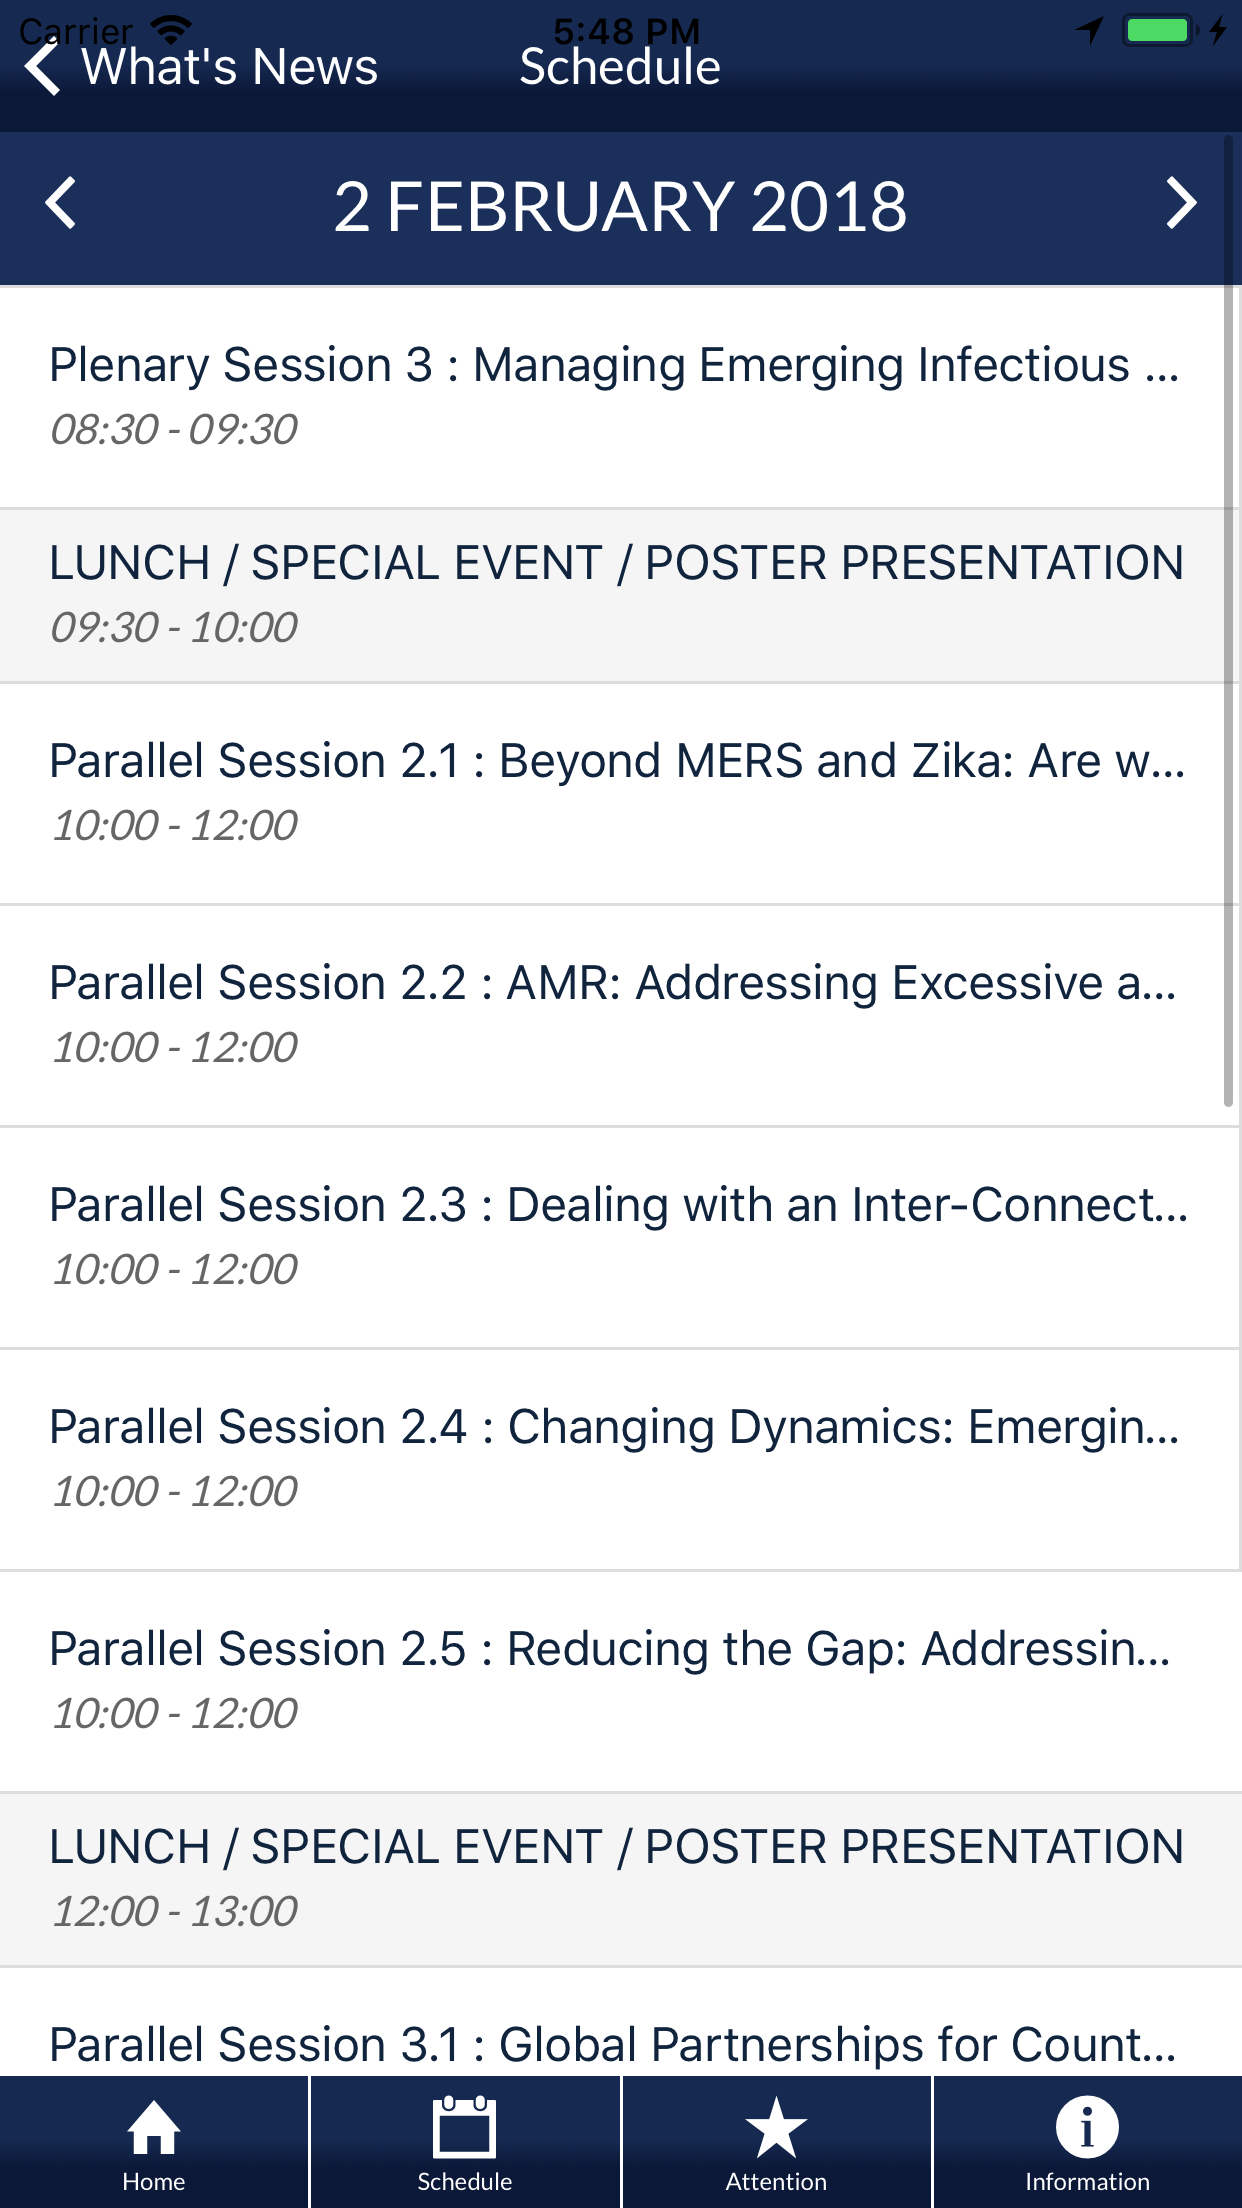 Carrier 5:48 PM
What's News Schedule
2 FEBRUARY 2018
Plenary Session 3 : Managing Emerging Infectious ...
08:30 - 09:30
LUNCH / SPECIAL EVENT / POSTER PRESENTATION
09:30 - 10:00
Parallel Session 2.1 : Beyond MERS and Zika: Are w...
10:00 - 12:00
Parallel Session 2.2 : AMR: Addressing Excessive a...
10:00 - 12:00
Parallel Session 2.3 : Dealing with an Inter-Connect...
10:00 - 12:00
Parallel Session 2.4 : Changing Dynamics: Emergin...
10:00 - 12:00
Parallel Session 2.5 : Reducing the Gap: Addressin...
10:00 - 12:00
LUNCH / SPECIAL EVENT / POSTER PRESENTATION
12:00 - 13:00
Parallel Session 3.1 : Global Partnerships for Count...
Home Schedule Attention Information